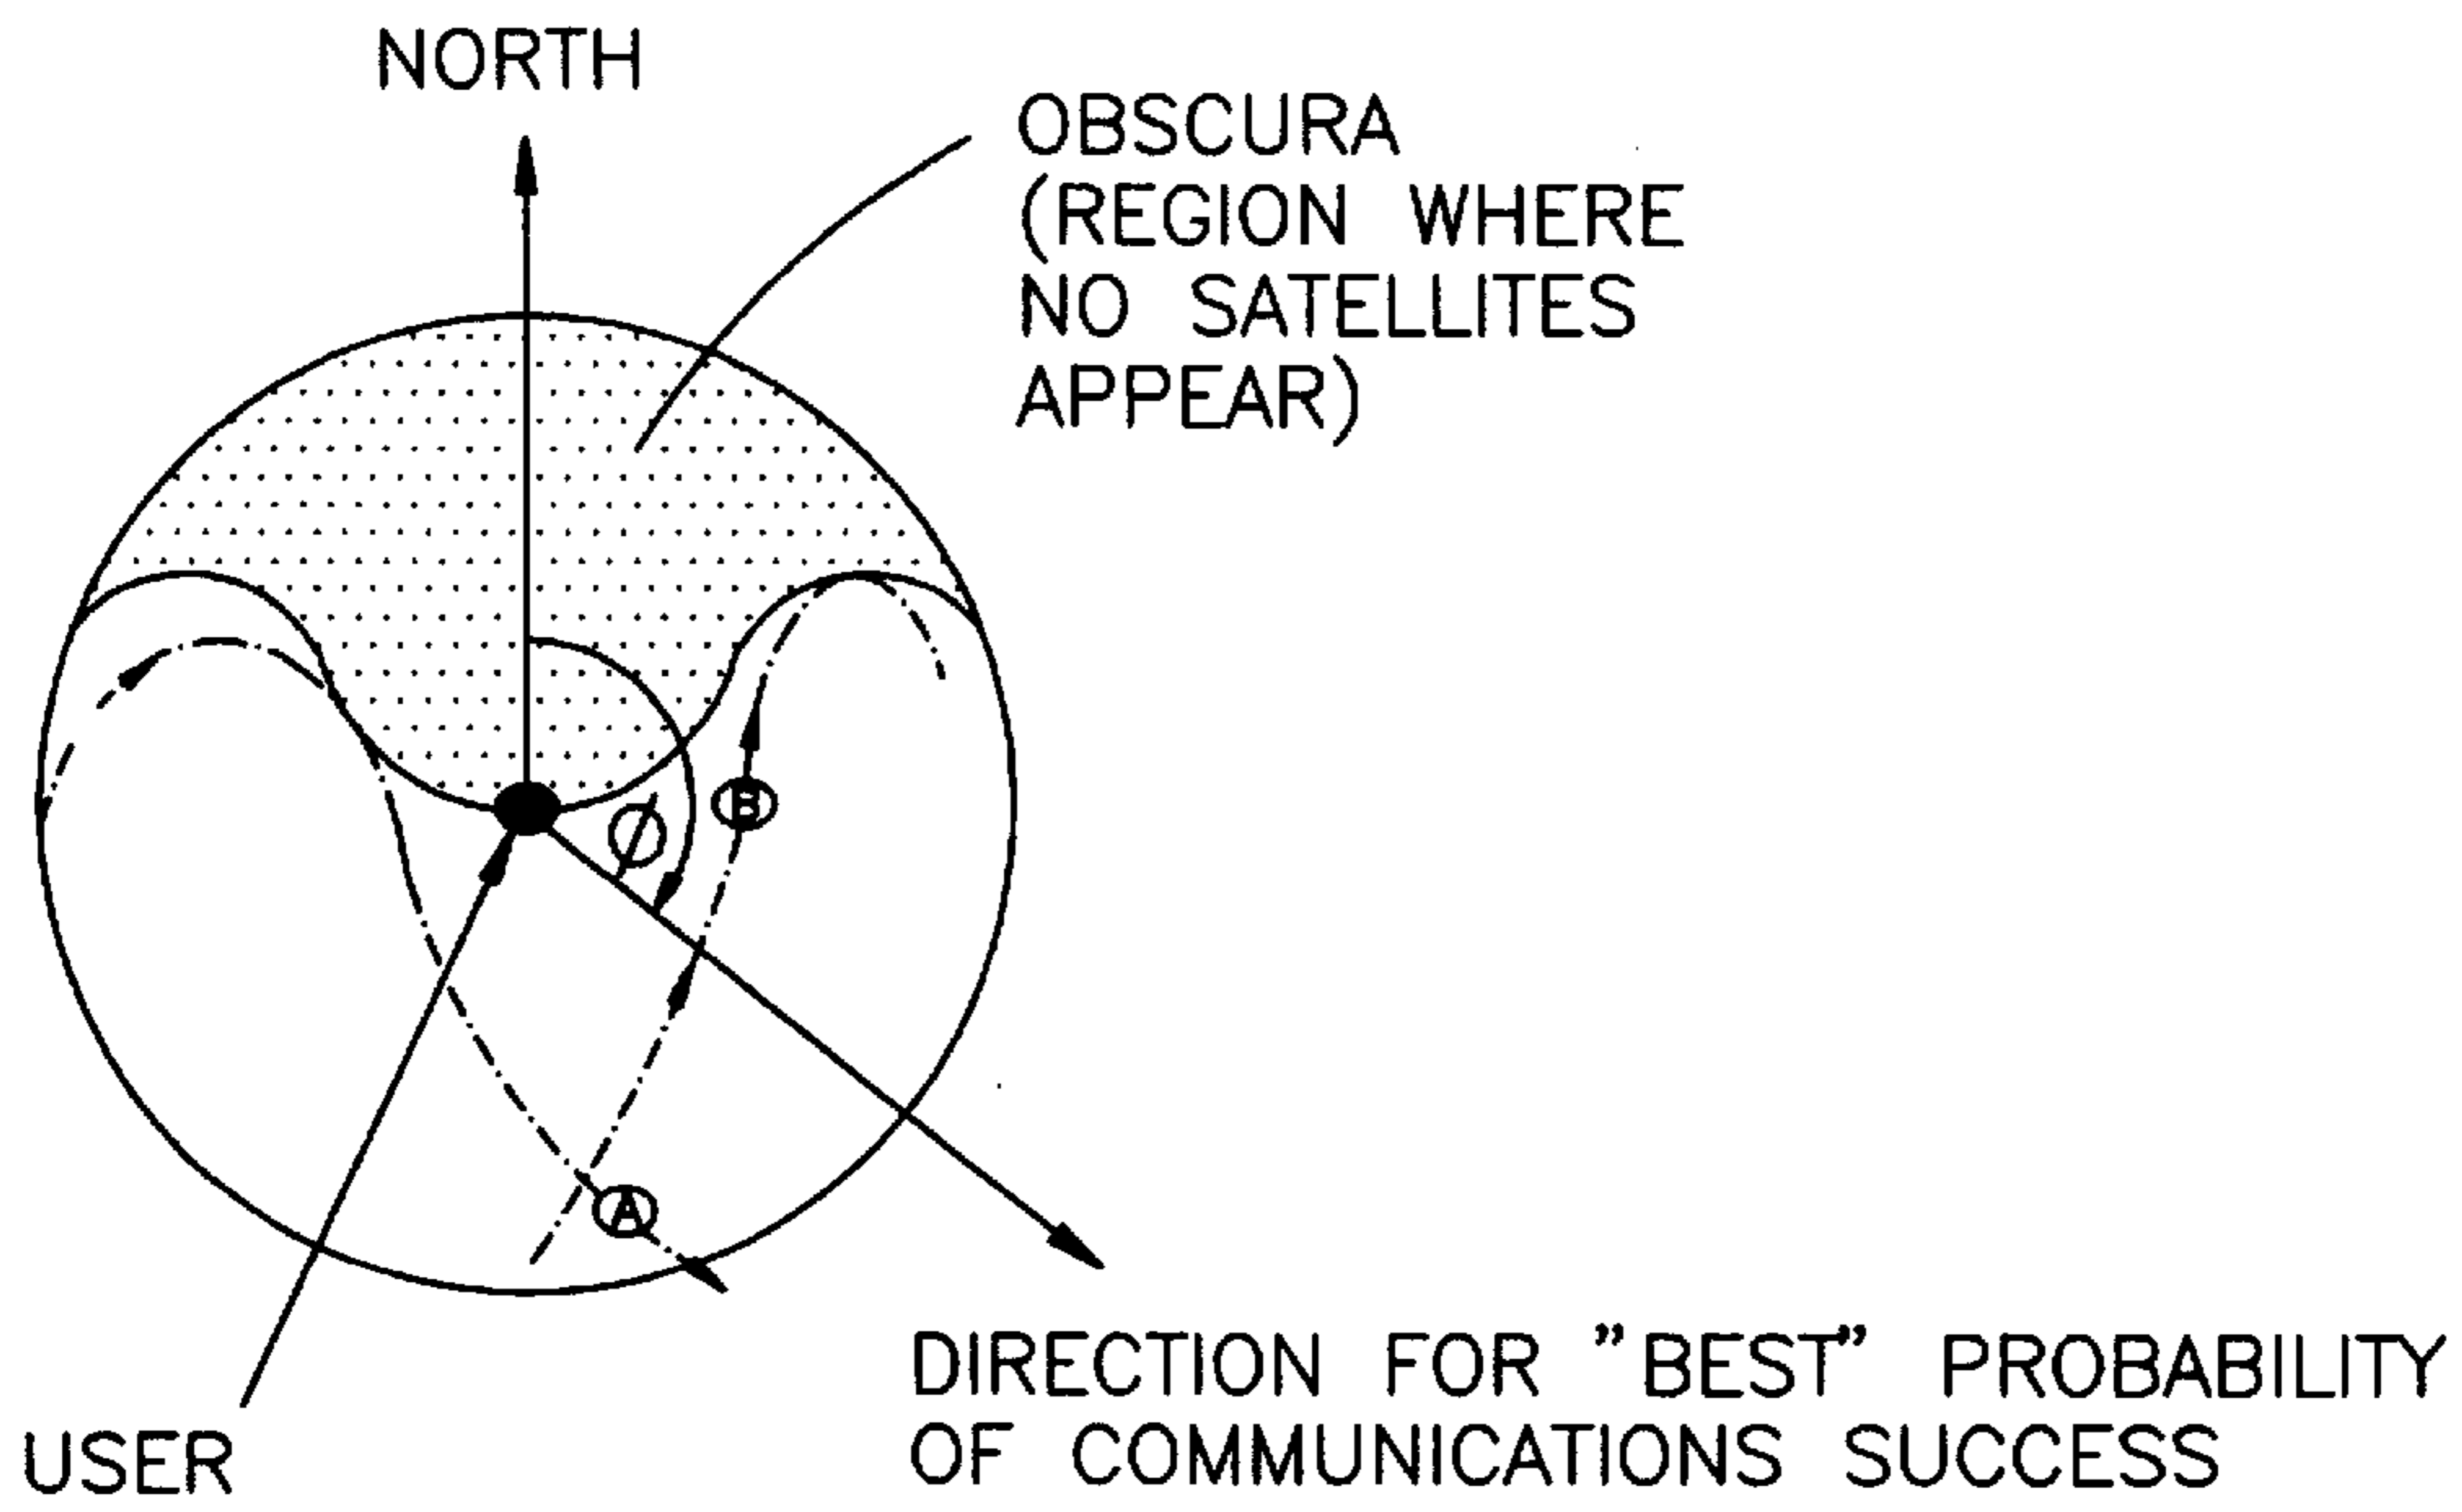 NORTH
OBSCURA
(REGION WHERE
NO SATELLITES
APPEAR)
∅
B
A
DIRECTION FOR "BEST" PROBABILITY
OF COMMUNICATIONS SUCCESS
USER